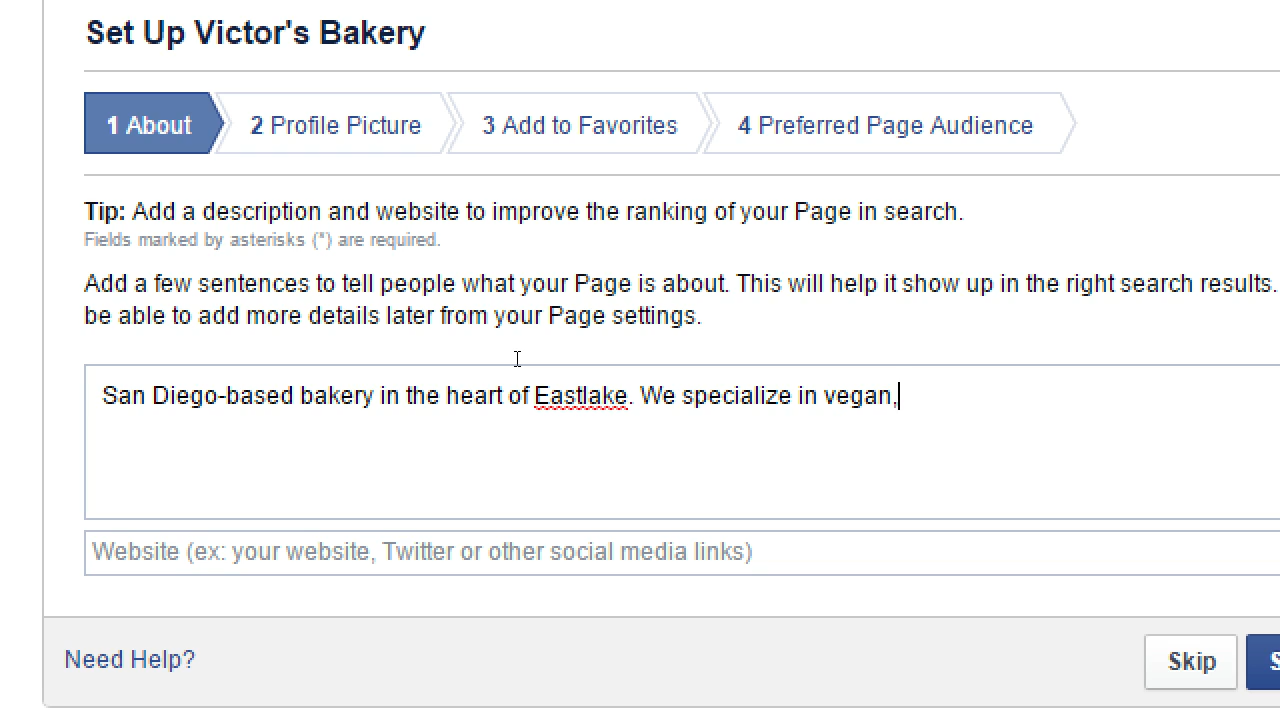 Set Up Victor's Bakery
1 About 2 Profile Picture 3 Add to Favorites 4 Preferred Page Audience
Tip: Add a description and website to improve the ranking of your Page in search.
Fields marked by asterisks (*) are required.
Add a few sentences to tell people what your Page is about. This will help it show up in the right search results.
be able to add more details later from your Page settings.
San Diego-based bakery in the heart of Eastlake. We specialize in vegan,
Website (ex: your website, Twitter or other social media links)
Need Help? Skip